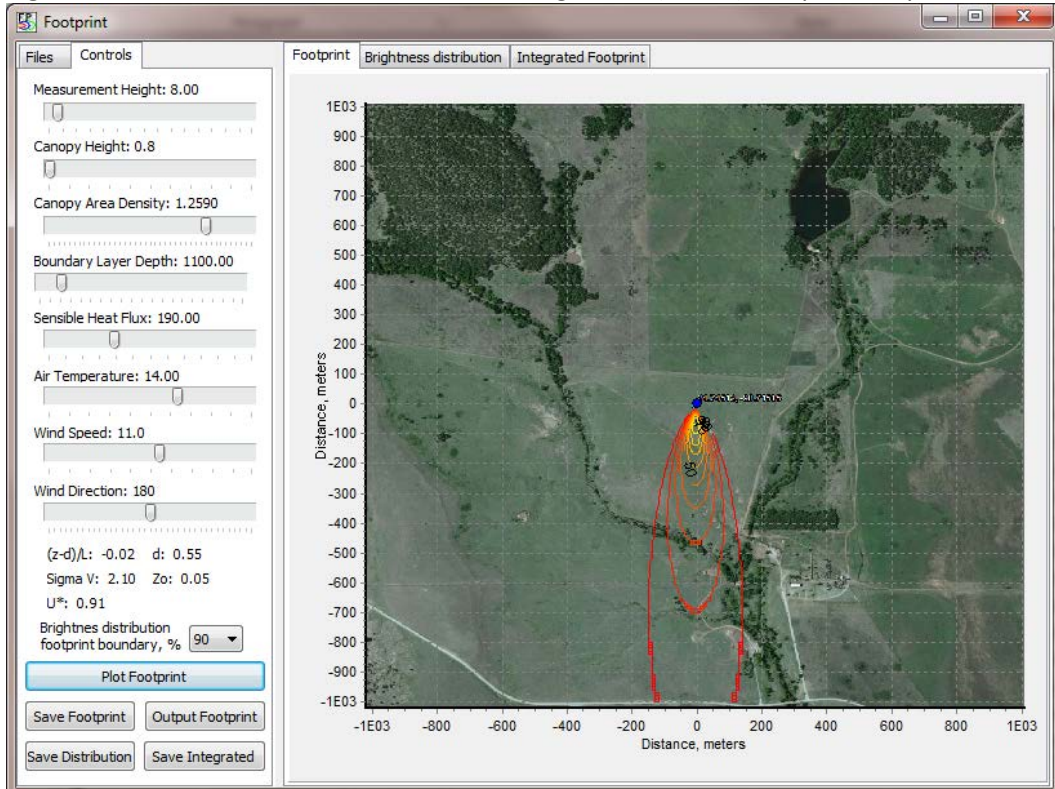 Footprint
Files Controls
Measurement Height: 8.00
Canopy Height: 0.8
Canopy Area Density: 1.2590
Boundary Layer Depth: 1100.00
Sensible Heat Flux: 190.00
Air Temperature: 14.00
Wind Speed: 11.0
Wind Direction: 180
(z-d)/L: -0.02 d: 0.55
Sigma V: 2.10 Zo: 0.05
U*: 0.91
Brightnes distribution
footprint boundary, % 90
Plot Footprint
Save Footprint Output Footprint
Save Distribution Save Integrated
Footprint Brightness distribution Integrated Footprint
1E03
900
800
700
600
500
400
300
200
100
0
-100
-200
-300
-400
-500
-600
-700
-800
-900
-1E03
Distance, meters
50
-1E03 -800 -600 -400 -200 0 200 400 600 800 1E03
Distance, meters